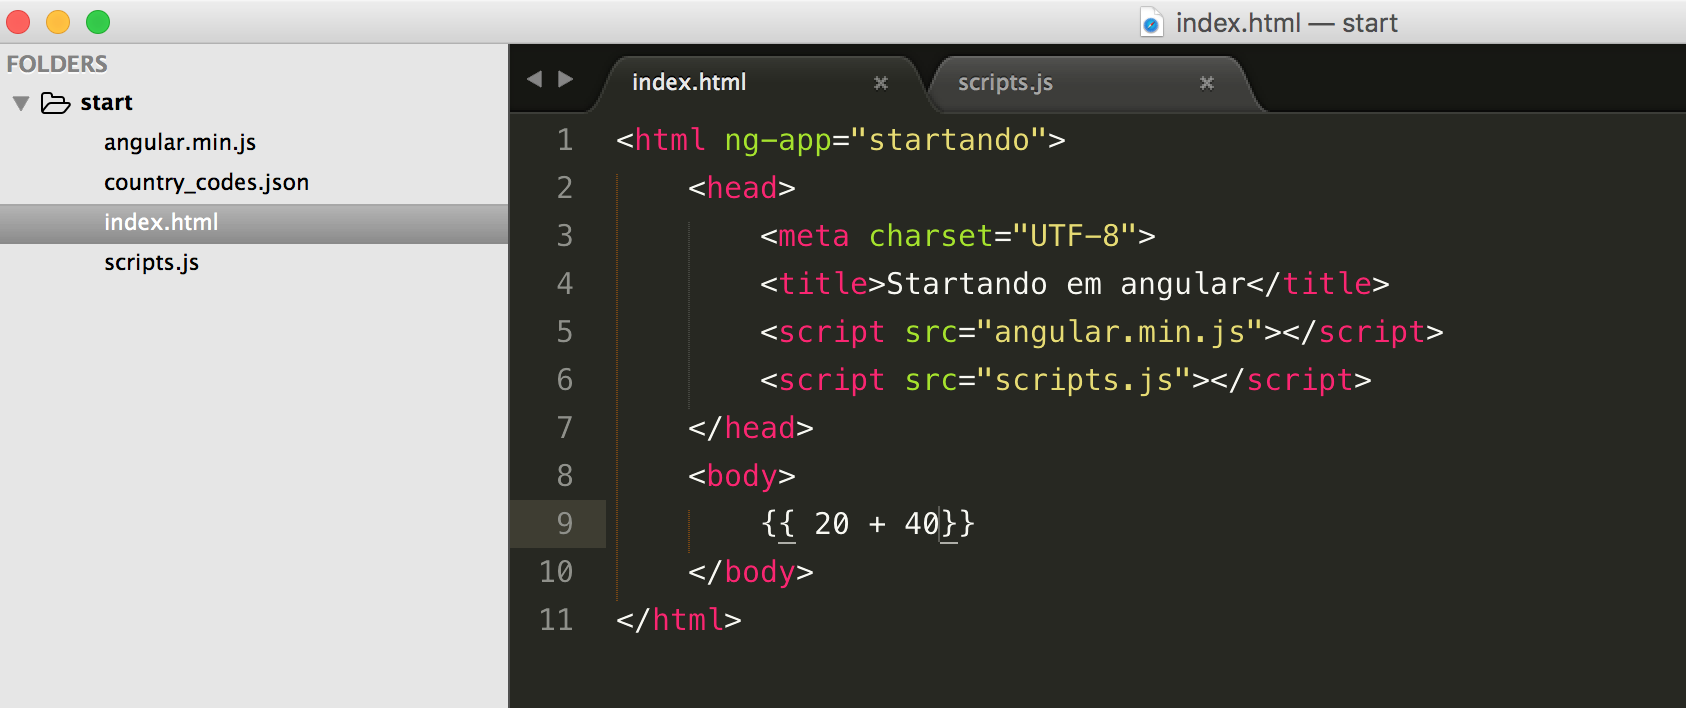 index.html — start
FOLDERS
start
angular.min.js
country_codes.json
index.html
scripts.js
index.html
scripts.js
1 <html ng-app="startando">
2 <head>
3 <meta charset="UTF-8">
4 <title>Startando em angular</title>
5 <script src="angular.min.js"></script>
6 <script src="scripts.js"></script>
7 </head>
8 <body>
9 {{ 20 + 40}}
10 </body>
11 </html>